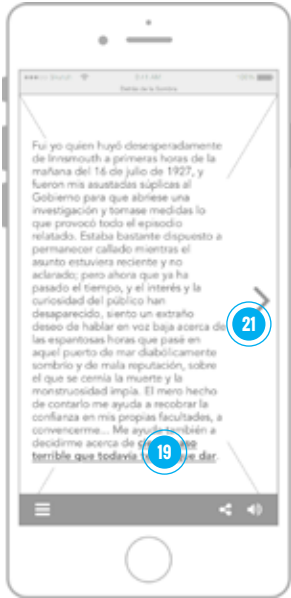 9:41 AM
100%
Detrás de la Sombra
Fui yo quien huyó desesperadamente
de Innsmouth a primeras horas de la
mañana del 16 de julio de 1927, y
fueron mis asustadas súplicas al
Gobierno para que abriese una
investigación y tomase medidas lo
que provocó todo el episodio
relatado. Estaba bastante dispuesto a
permanecer callado mientras el
asunto estuviera reciente y no
aclarado; pero ahora que ya ha
pasado el tiempo, y el interés y la
curiosidad del público han
desaparecido, siento un extraño
deseo de hablar en voz baja acerca de
las espantosas horas que pasé en
aquel puerto de mar diabólicamente
sombrío y de mala reputación, sobre
el que se cernía la muerte y la
monstruosidad impía. El mero hecho
de contarlo me ayuda a recobrar la
confianza en mis propias facultades, a
convencerme... Me ayuda también a
decidirme acerca de
terrible que todavía dar.
21
19